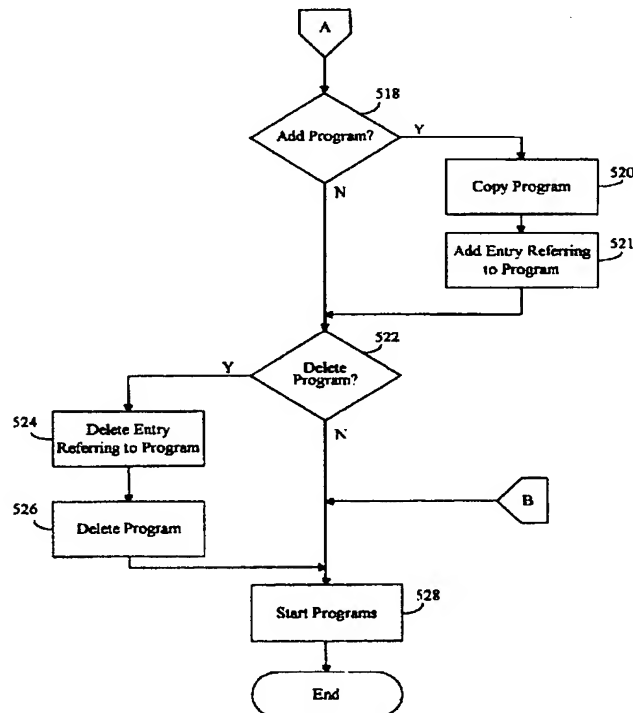 A
518
Add Program?
Y
N
520
Copy Program
521
Add Entry Referring
to Program
522
Delete
Program?
Y
N
524
Delete Entry
Referring to Program
B
526
Delete Program
528
Start Programs
End